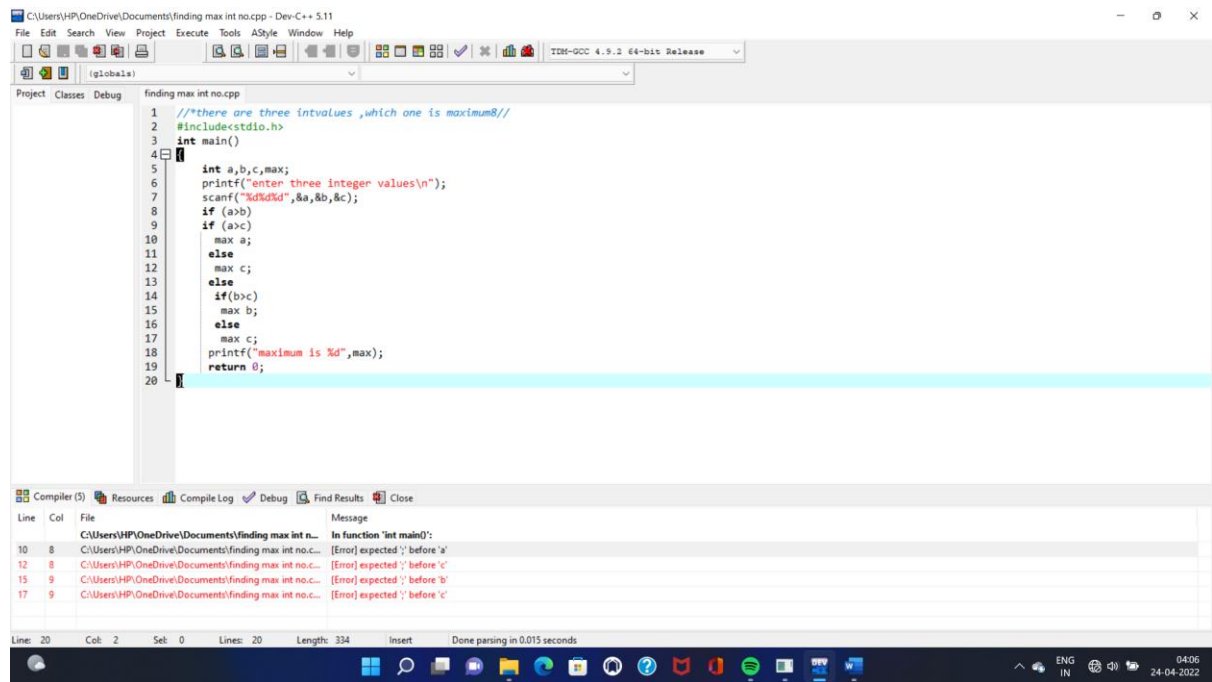 C:\Users\HP\OneDrive\Documents\finding max int no.cpp - Dev-C++ 5.11
File Edit Search View Project Execute Tools AStyle Window Help
TDM-GCC 4.9.2 64-bit Release
(globals)
Project Classes Debug finding max int no.cpp
1 //*there are three intvalues ,which one is maximum8//
2 #include<stdio.h>
3 int main()
4 {
5 int a,b,c,max;
6 printf("enter three integer values\n");
7 scanf("%d%d%d",&a,&b,&c);
8 if (a>b)
9 if (a>c)
10 max a;
11 else
12 max c;
13 else
14 if(b>c)
15 max b;
16 else
17 max c;
18 printf("maximum is %d",max);
19 return 0;
20 }
Compiler (5) Resources Compile Log Debug Find Results Close
Line Col File Message
C:\Users\HP\OneDrive\Documents\finding max int n... In function 'int main()':
10 8 C:\Users\HP\OneDrive\Documents\finding max int no.c... [Error] expected ';' before 'a'
12 8 C:\Users\HP\OneDrive\Documents\finding max int no.c... [Error] expected ';' before 'c'
15 9 C:\Users\HP\OneDrive\Documents\finding max int no.c... [Error] expected ';' before 'b'
17 9 C:\Users\HP\OneDrive\Documents\finding max int no.c... [Error] expected ';' before 'c'
Line: 20 Col: 2 Sel: 0 Lines: 20 Length: 334 Insert Done parsing in 0.015 seconds
DEV W ENG 04:06
IN 24-04-2022